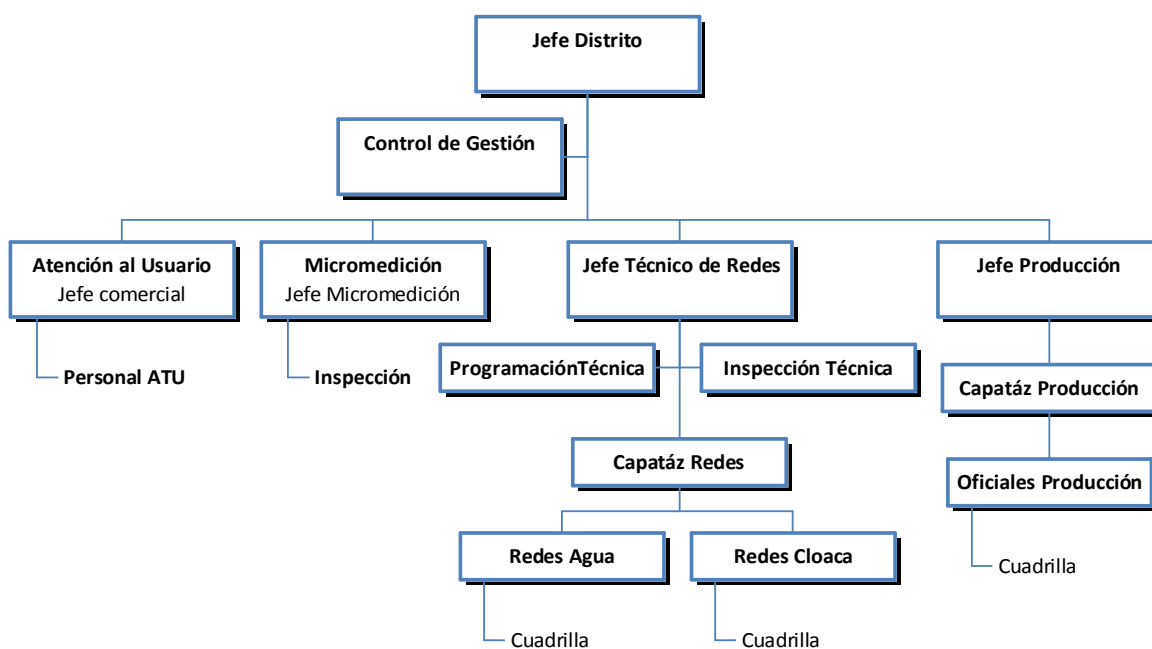 Jefe Distrito
Control de Gestión
Atención al Usuario
Jefe comercial
Micromedición
Jefe Micromedición
Jefe Técnico de Redes
Jefe Producción
Personal ATU
Inspección
ProgramaciónTécnica
Inspección Técnica
Capatáz Producción
Capatáz Redes
Oficiales Producción
Redes Agua
Redes Cloaca
Cuadrilla
Cuadrilla
Cuadrilla